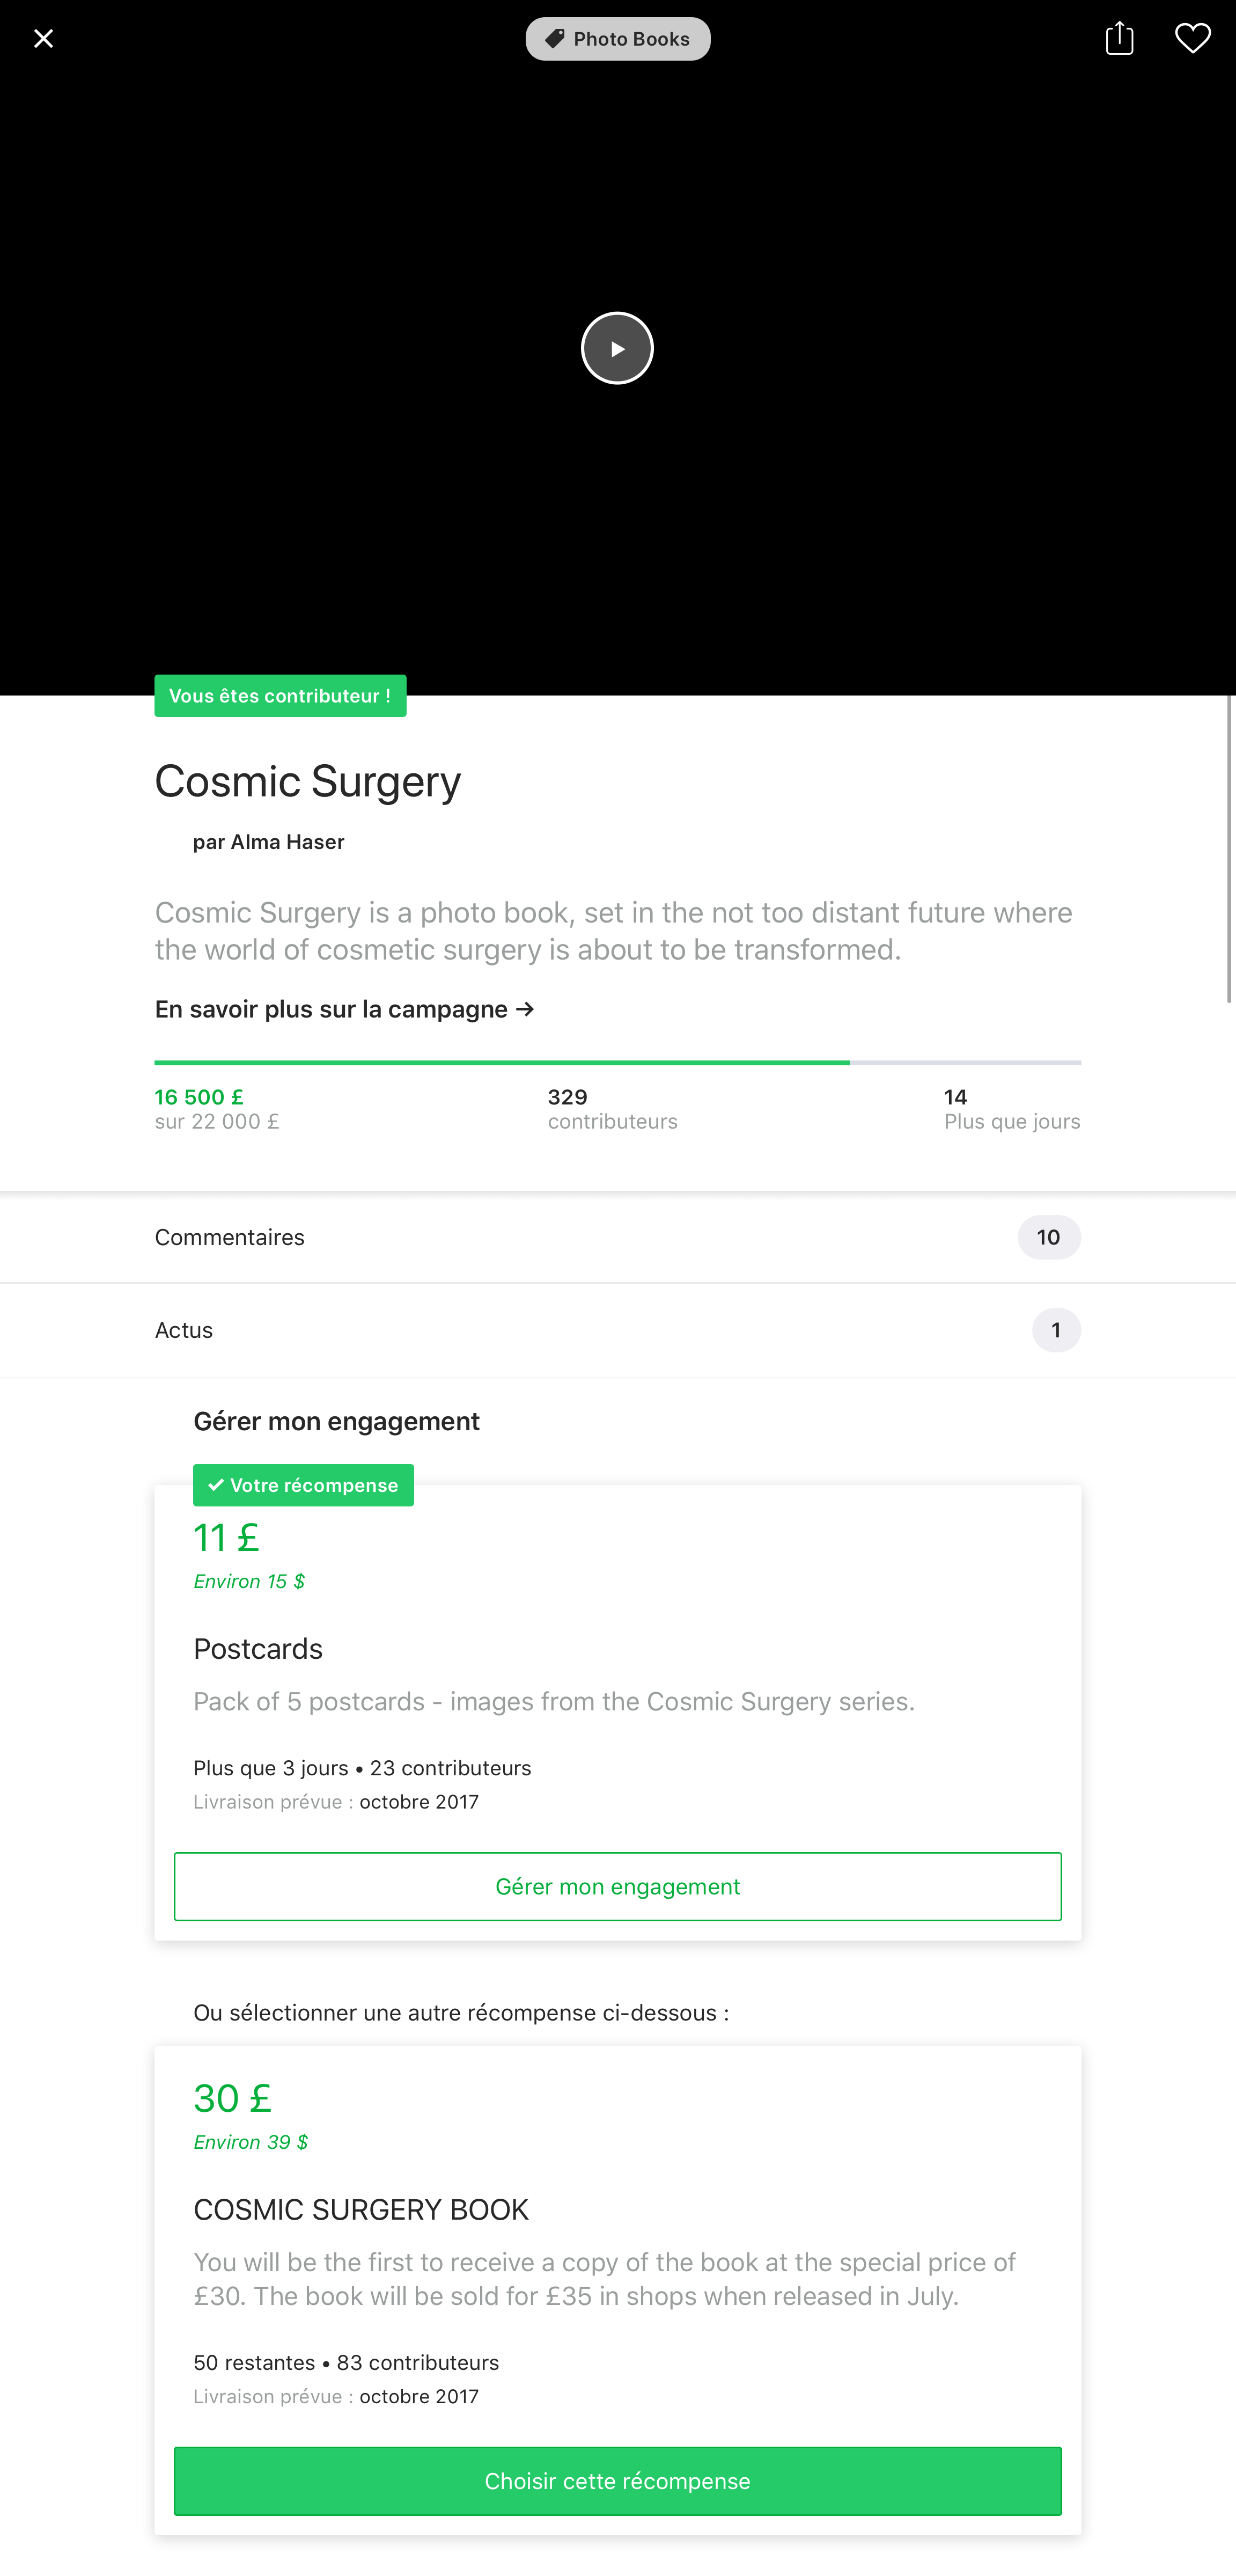 Photo Books
Vous êtes contributeur !
Cosmic Surgery
par Alma Haser
Cosmic Surgery is a photo book, set in the not too distant future where
the world of cosmetic surgery is about to be transformed.
En savoir plus sur la campagne →
16 500 £
sur 22 000 £
329
contributeurs
14
Plus que jours
Commentaires
10
Actus
1
Gérer mon engagement
✓ Votre récompense
11 £
Environ 15 $
Postcards
Pack of 5 postcards - images from the Cosmic Surgery series.
Plus que 3 jours • 23 contributeurs
Livraison prévue : octobre 2017
Gérer mon engagement
Ou sélectionner une autre récompense ci-dessous :
30 £
Environ 39 $
COSMIC SURGERY BOOK
You will be the first to receive a copy of the book at the special price of
£30. The book will be sold for £35 in shops when released in July.
50 restantes • 83 contributeurs
Livraison prévue : octobre 2017
Choisir cette récompense